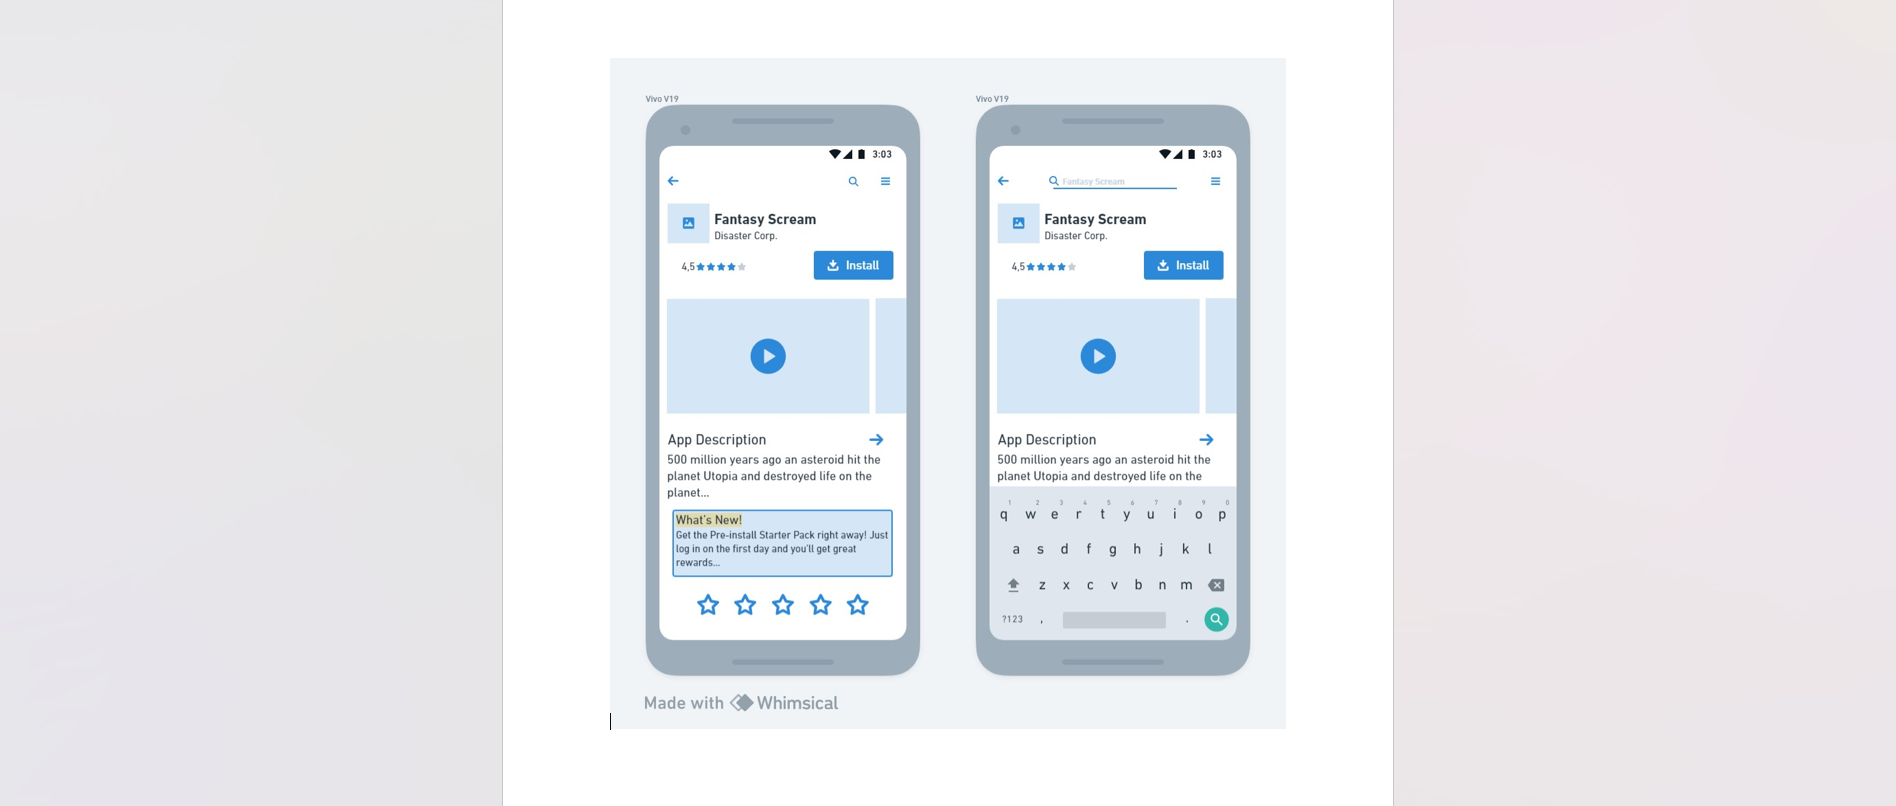 Vivo V19
3:03
Fantasy Scream
Disaster Corp.
4,5
Install
App Description
500 million years ago an asteroid hit the
planet Utopia and destroyed life on the
planet...
What's New!
Get the Pre-install Starter Pack right away! Just
log in on the first day and you'll get great
rewards...
Vivo V19
3:03
Fantasy Scream
Fantasy Scream
Disaster Corp.
4,5
Install
App Description
500 million years ago an asteroid hit the
planet Utopia and destroyed life on the
1 2 3 4 5 6 7 8 9 0
q w e r t y u i o p
a s d f g h j k l
z x c v b n m
?123 , .
Made with Whimsical